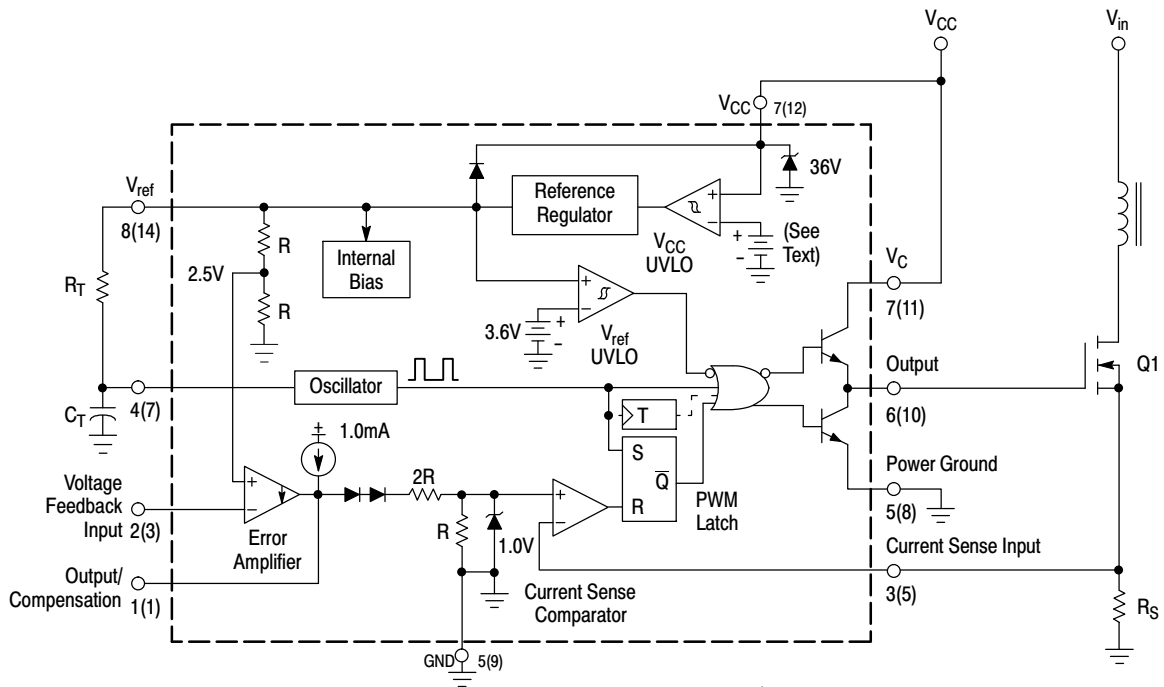 V_CC
V_in
V_CC 7(12)
36V
V_ref
8(14)
Reference
Regulator
+
−
+
−
(See
Text)
V_CC
UVLO
R
Internal
Bias
2.5V
R
R_T
+
−
3.6V
+
−
V_ref
UVLO
V_C
7(11)
Output
6(10)
Q1
Oscillator
4(7)
C_T
T
+
1.0mA
S
Q
R
PWM
Latch
2R
R
1.0V
+
−
Voltage
Feedback
Input
2(3)
+
−
Error
Amplifier
Power Ground
5(8)
Current Sense Input
3(5)
Output/
Compensation
1(1)
Current Sense
Comparator
R_S
GND 5(9)